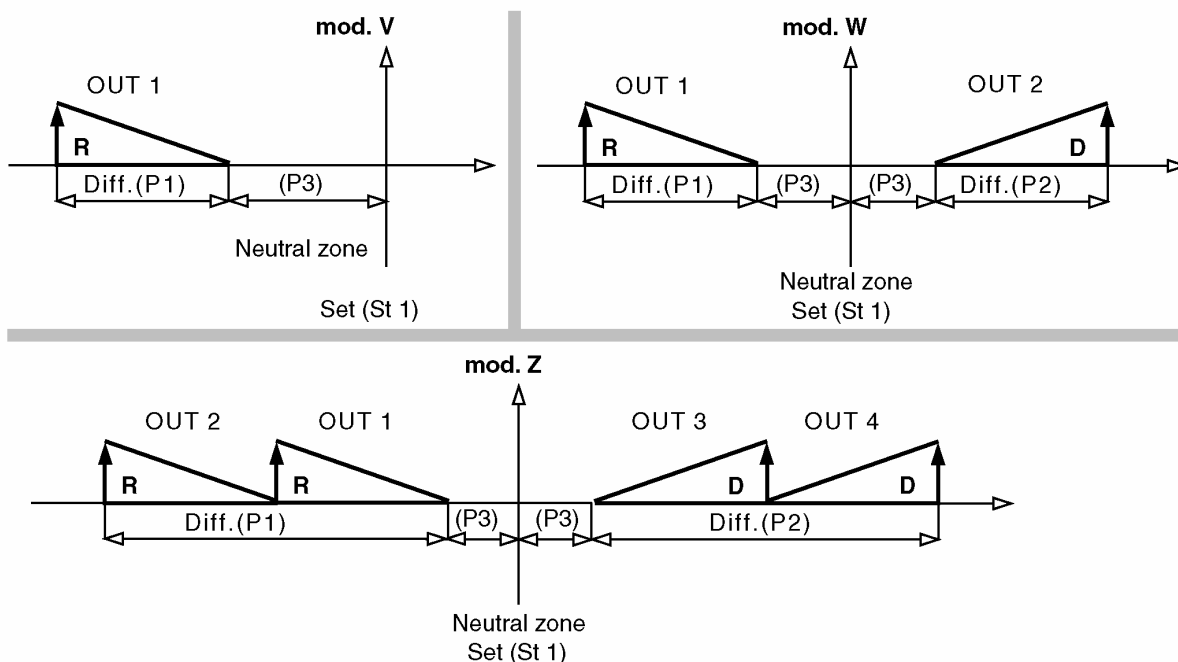 mod. V
OUT 1
R
Diff.(P1) (P3)
Neutral zone
Set (St 1)
mod. W
OUT 1 OUT 2
R D
Diff.(P1) (P3) (P3) Diff.(P2)
Neutral zone
Set (St 1)
mod. Z
OUT 2 OUT 1 OUT 3 OUT 4
R R D D
Diff.(P1) (P3) (P3) Diff.(P2)
Neutral zone
Set (St 1)